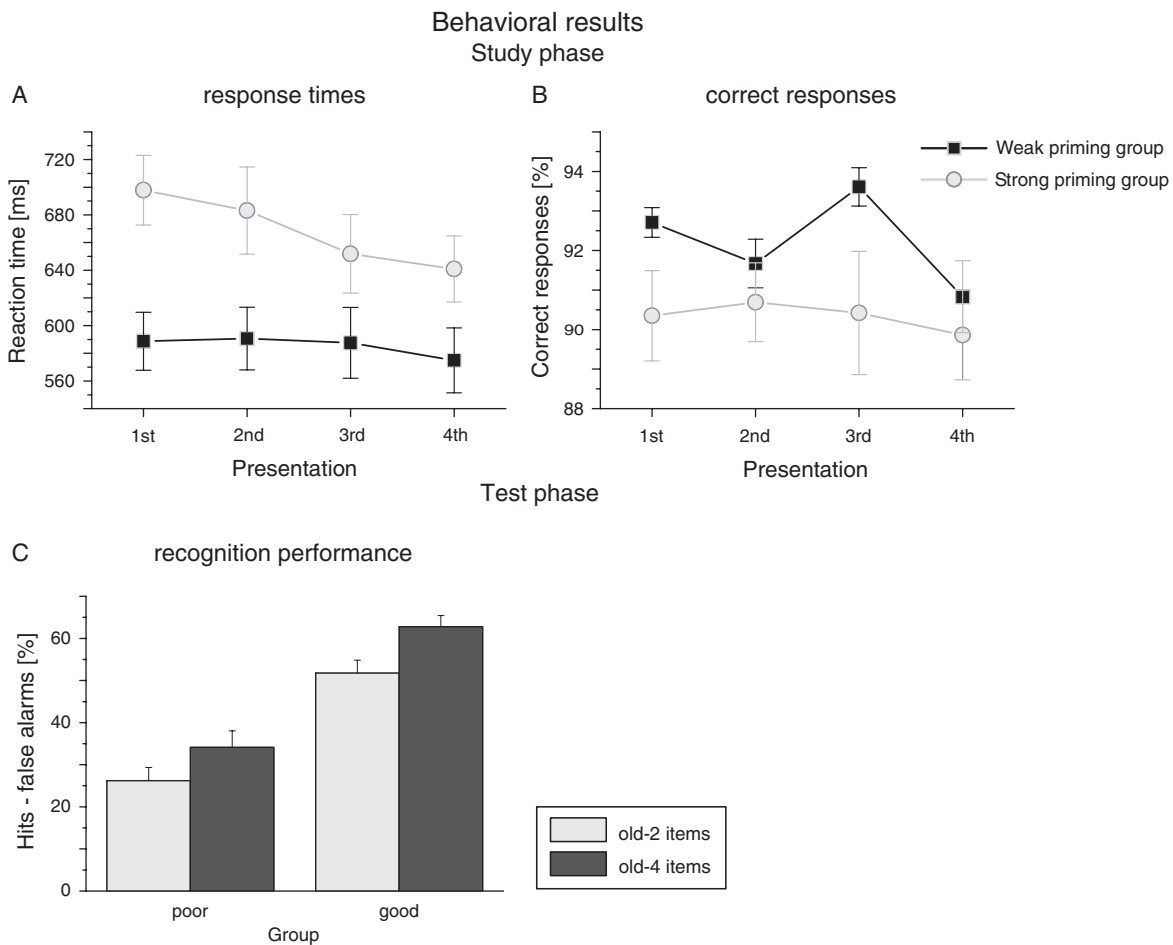 Behavioral results
Study phase
A
response times
B
correct responses
Weak priming group
Strong priming group
Reaction time [ms]
720
680
640
600
560
1st
2nd
3rd
4th
Presentation
Correct responses [%]
94
92
90
88
1st
2nd
3rd
4th
Presentation
Test phase
C
recognition performance
Hits - false alarms [%]
60
40
20
0
poor
good
Group
old-2 items
old-4 items